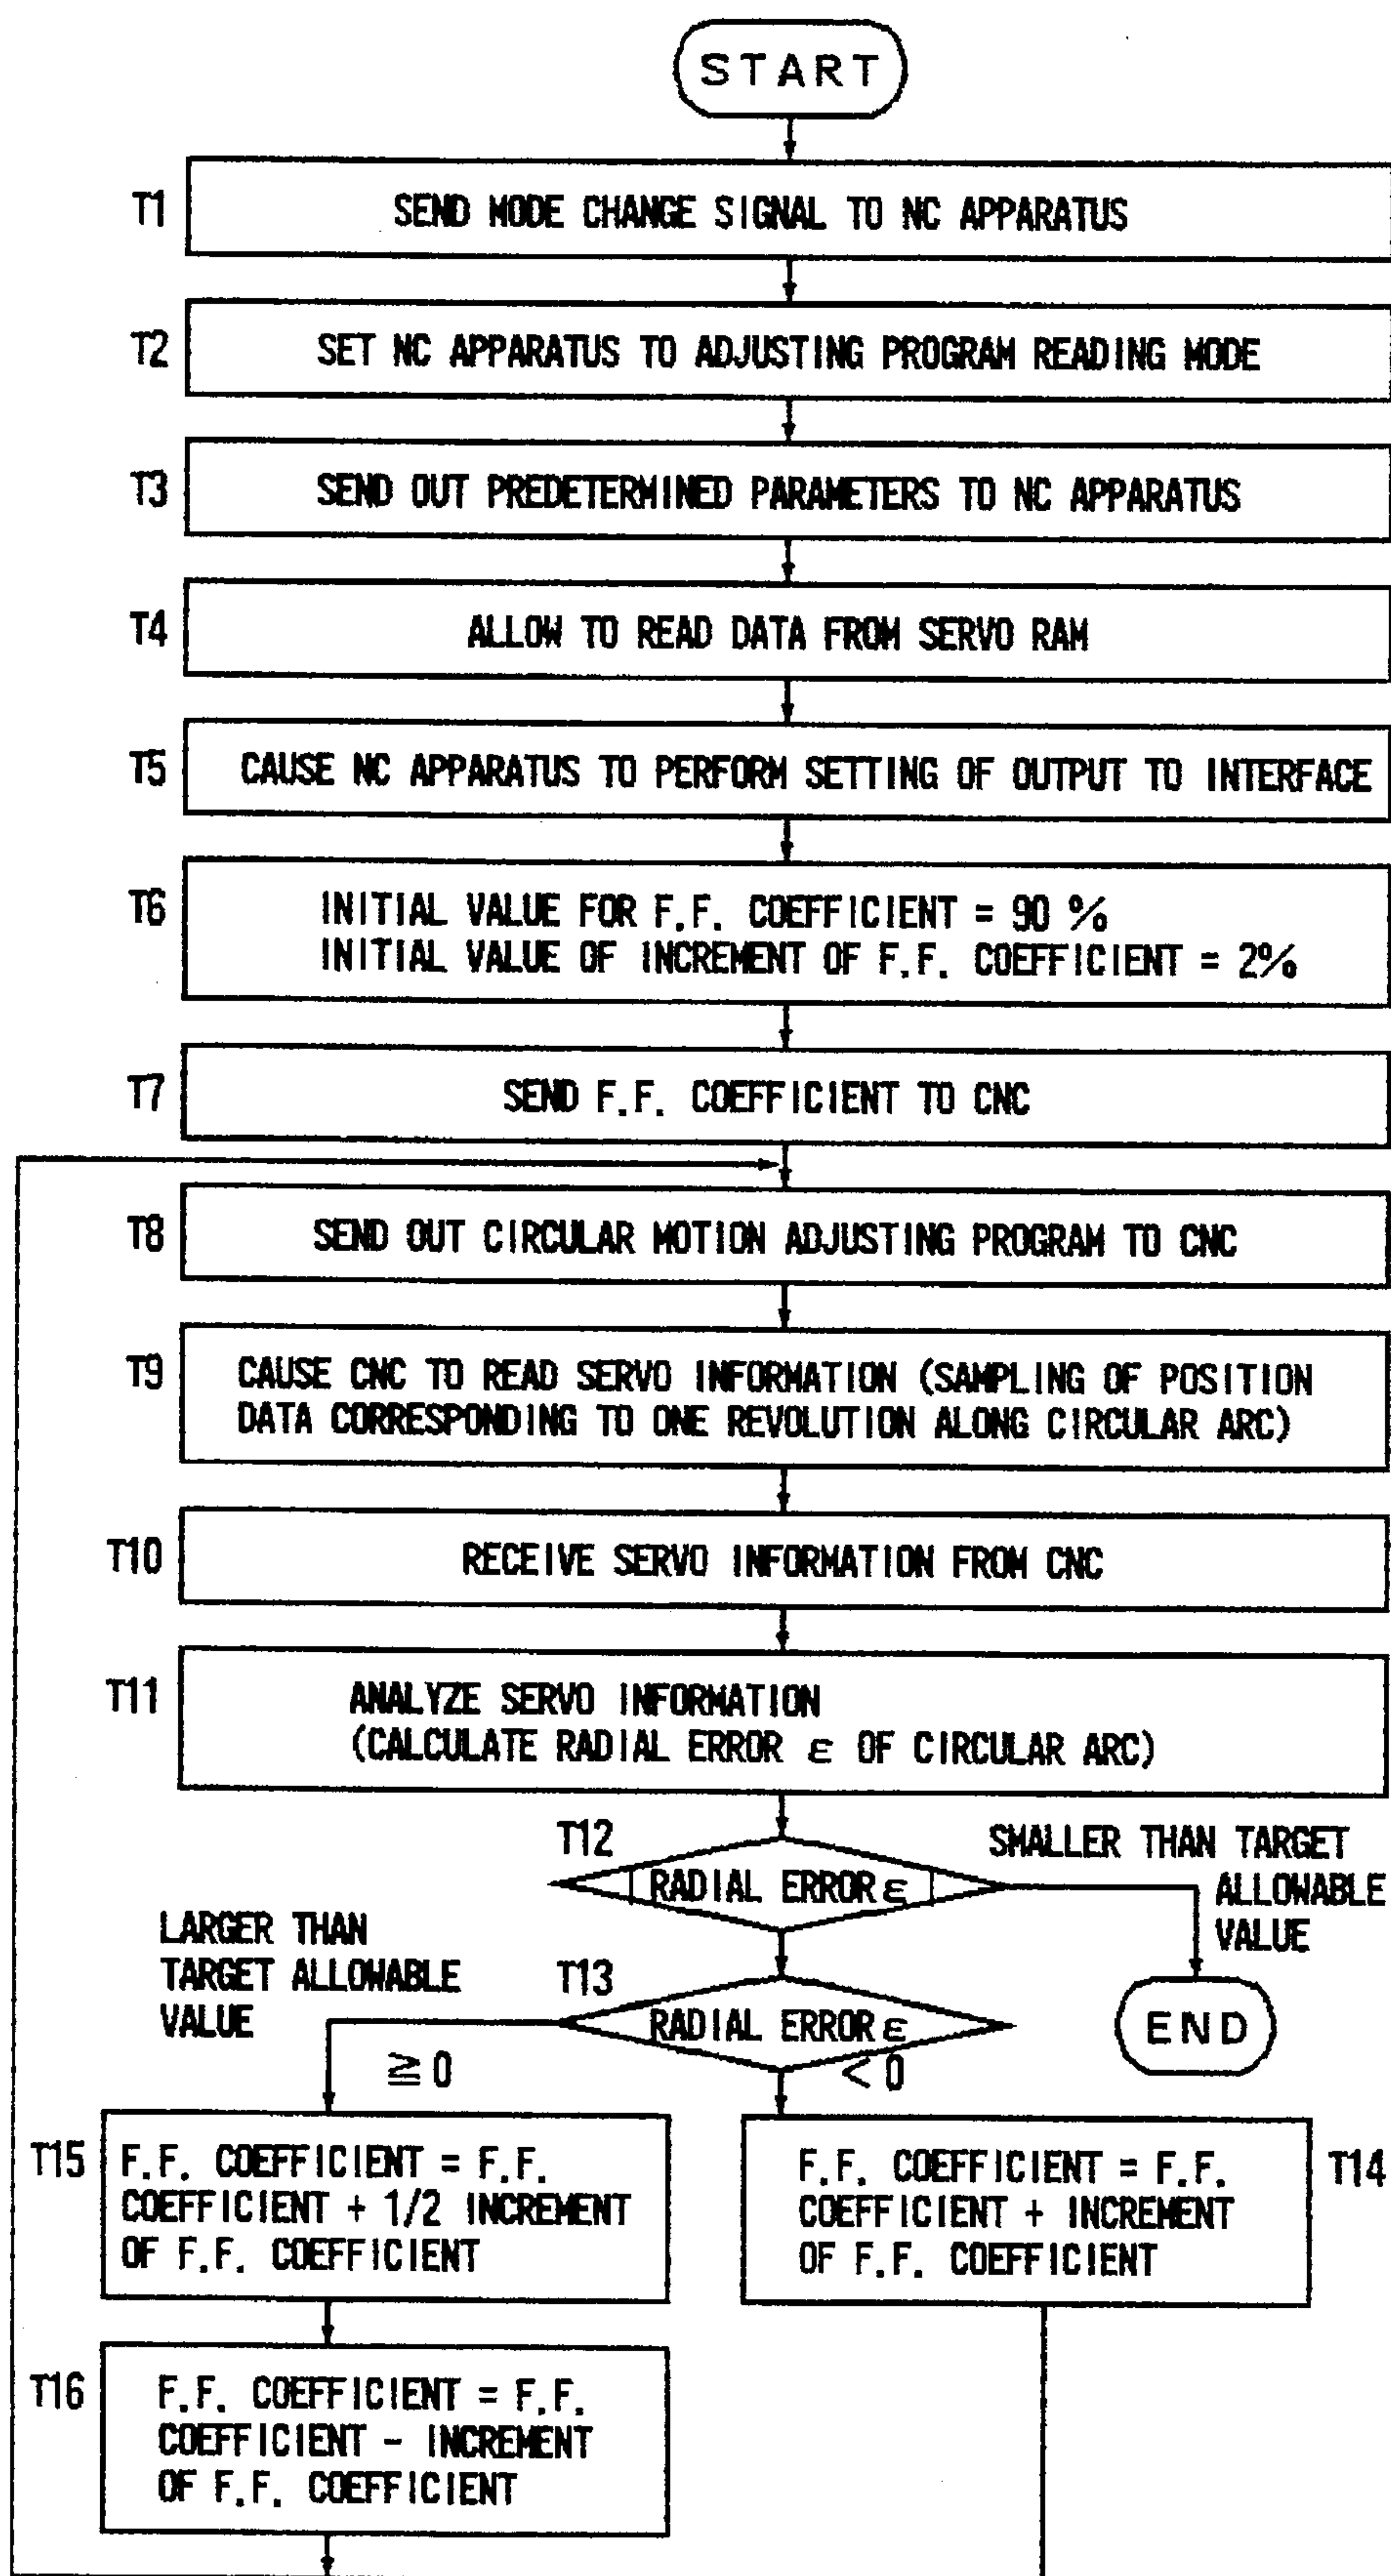 START
T1
SEND MODE CHANGE SIGNAL TO NC APPARATUS
T2
SET NC APPARATUS TO ADJUSTING PROGRAM READING MODE
T3
SEND OUT PREDETERMINED PARAMETERS TO NC APPARATUS
T4
ALLOW TO READ DATA FROM SERVO RAM
T5
CAUSE NC APPARATUS TO PERFORM SETTING OF OUTPUT TO INTERFACE
T6
INITIAL VALUE FOR F.F. COEFFICIENT = 90 %
INITIAL VALUE OF INCREMENT OF F.F. COEFFICIENT = 2%
T7
SEND F.F. COEFFICIENT TO CNC
T8
SEND OUT CIRCULAR MOTION ADJUSTING PROGRAM TO CNC
T9
CAUSE CNC TO READ SERVO INFORMATION (SAMPLING OF POSITION
DATA CORRESPONDING TO ONE REVOLUTION ALONG CIRCULAR ARC)
T10
RECEIVE SERVO INFORMATION FROM CNC
T11
ANALYZE SERVO INFORMATION
(CALCULATE RADIAL ERROR ε OF CIRCULAR ARC)
T12
|RADIAL ERROR ε|
SMALLER THAN TARGET
ALLOWABLE
VALUE
LARGER THAN
TARGET ALLOWABLE
VALUE
T13
RADIAL ERROR ε
END
≧0
<0
T15
F.F. COEFFICIENT = F.F.
COEFFICIENT + 1/2 INCREMENT
OF F.F. COEFFICIENT
T14
F.F. COEFFICIENT = F.F.
COEFFICIENT + INCREMENT
OF F.F. COEFFICIENT
T16
F.F. COEFFICIENT = F.F.
COEFFICIENT - INCREMENT
OF F.F. COEFFICIENT